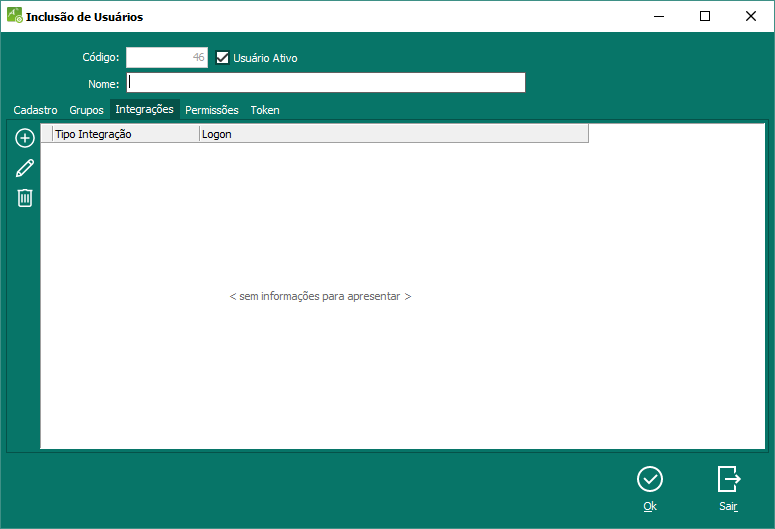 Inclusão de Usuários
Código: 46 Usuário Ativo
Nome:
Cadastro Grupos Integrações Permissões Token
Tipo Integração Logon
< sem informações para apresentar >
Ok Sair